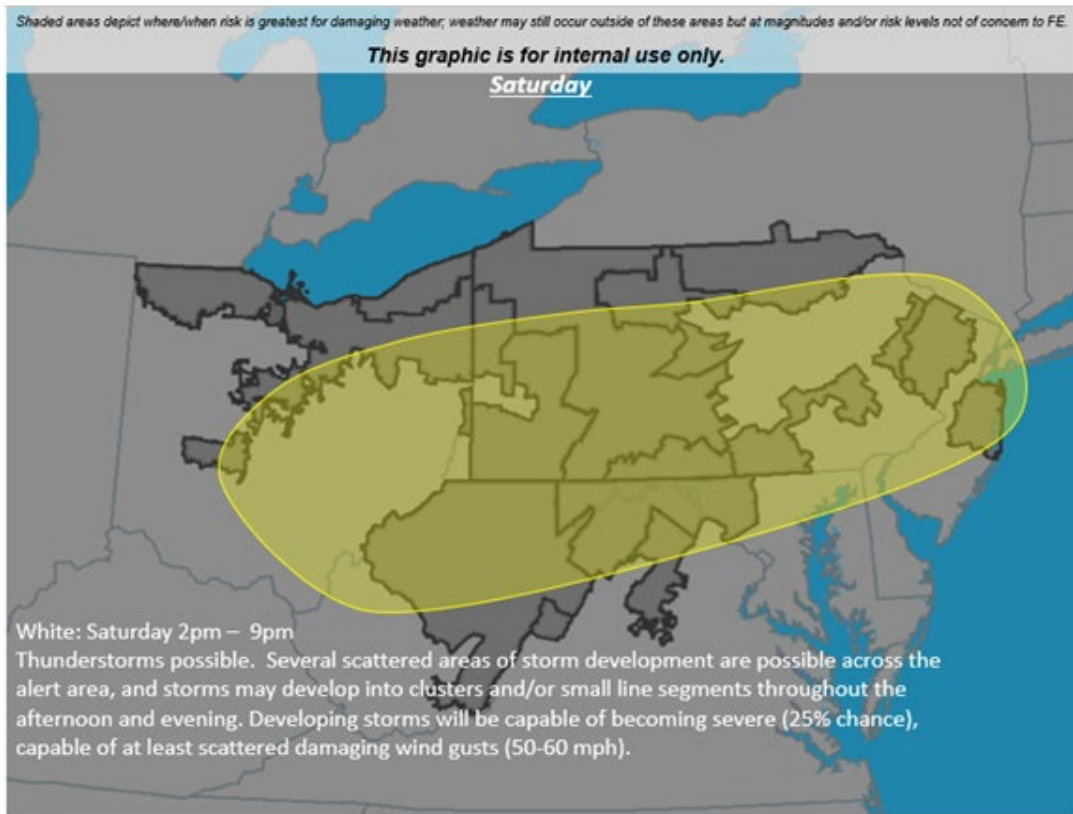 Shaded areas depict where/when risk is greatest for damaging weather; weather may still occur outside of these areas but at magnitudes and/or risk levels not of concern to FE.
This graphic is for internal use only.
Saturday
White: Saturday 2pm – 9pm
Thunderstorms possible. Several scattered areas of storm development are possible across the
alert area, and storms may develop into clusters and/or small line segments throughout the
afternoon and evening. Developing storms will be capable of becoming severe (25% chance),
capable of at least scattered damaging wind gusts (50-60 mph).